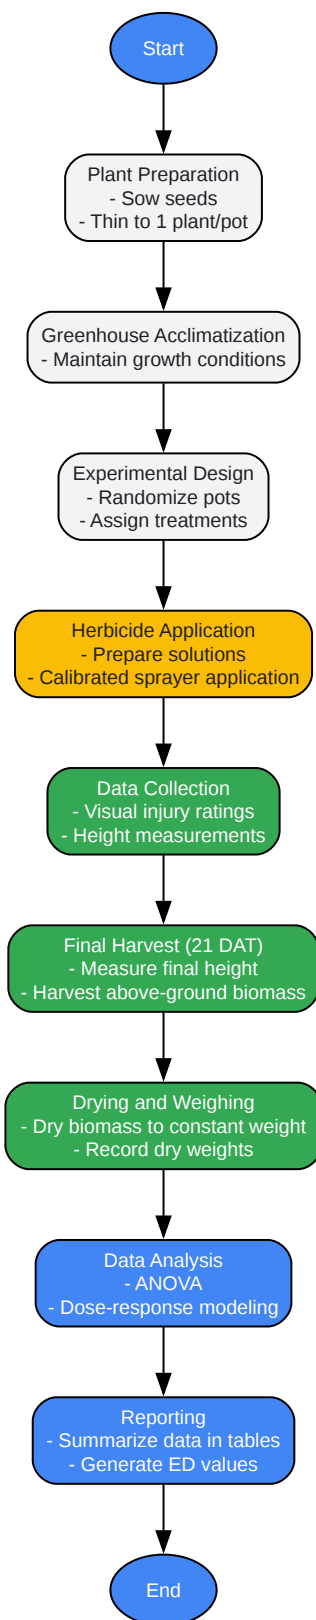 Start
Plant Preparation
- Sow seeds
- Thin to 1 plant/pot
Greenhouse Acclimatization
- Maintain growth conditions
Experimental Design
- Randomize pots
- Assign treatments
Herbicide Application
- Prepare solutions
- Calibrated sprayer application
Data Collection
- Visual injury ratings
- Height measurements
Final Harvest (21 DAT)
- Measure final height
- Harvest above-ground biomass
Drying and Weighing
- Dry biomass to constant weight
- Record dry weights
Data Analysis
- ANOVA
- Dose-response modeling
Reporting
- Summarize data in tables
- Generate ED values
End